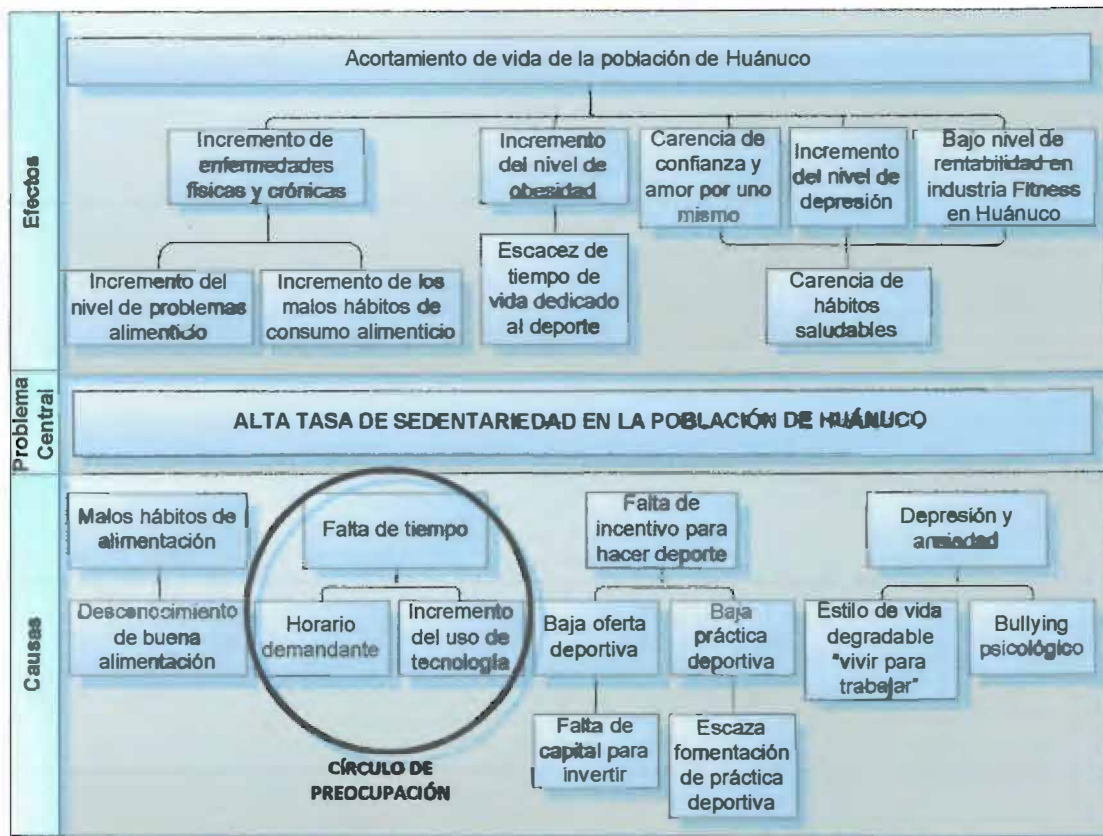 Efectos
Acortamiento de vida de la población de Huánuco
Incremento de
enfermedades
físicas y crónicas
Incremento
del nivel de
obesidad
Carencia de
confianza y
amor por uno
mismo
Incremento
del nivel de
depresión
Bajo nivel de
rentabilidad en
industria Fitness
en Huánuco
Incremento del
nivel de problemas
alimenticio
Incremento de los
malos hábitos de
consumo alimenticio
Escacez de
tiempo de
vida dedicado
al deporte
Carencia de
hábitos
saludables
Problema
Central
ALTA TASA DE SEDENTARIEDAD EN LA POBLACIÓN DE HUÁNUCO
Causas
Malos hábitos de
alimentación
Falta de tiempo
Falta de
incentivo para
hacer deporte
Depresión y
ansiedad
Desconocimiento
de buena
alimentación
Horario
demandante
Incremento
del uso de
tecnología
Baja oferta
deportiva
Baja
práctica
deportiva
Estilo de vida
degradable
"vivir para
trabajar"
Bullying
psicológico
Falta de
capital para
invertir
Escaza
fomentación
de práctica
deportiva
CÍRCULO DE
PREOCUPACIÓN